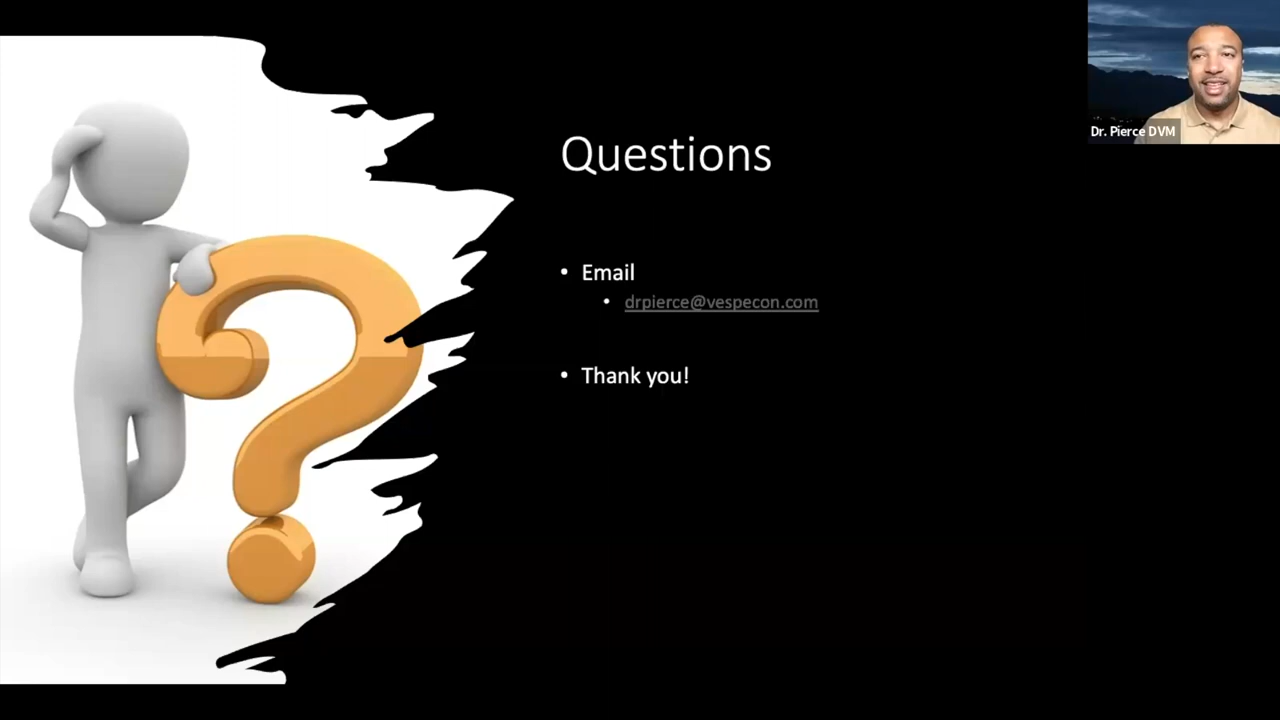 Questions
• Email
• drpierce@vespecon.com
• Thank you!
Dr. Pierce DVM